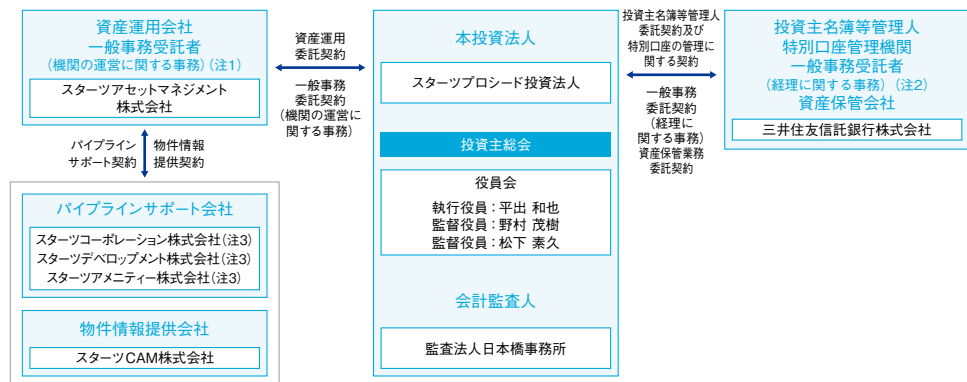 資産運用会社
一般事務受託者
(機関の運営に関する事務)(注1)
スターツアセットマネジメント
株式会社
資産運用
委託契約
一般事務
委託契約
(機関の運営に
関する事務)
パイプライン
サポート契約
物件情報
提供契約
パイプラインサポート会社
スターツコーポレーション株式会社(注3)
スターツデベロップメント株式会社(注3)
スターツアメニティー株式会社(注3)
物件情報提供会社
スターツCAM株式会社
本投資法人
スターツプロシード投資法人
投資主総会
役員会
執行役員：平出 和也
監督役員：野村 茂樹
監督役員：松下 素久
会計監査人
監査法人日本橋事務所
投資主名簿等管理人
委託契約及び
特別口座の管理に
関する契約
一般事務
委託契約
(経理に
関する事務)
資産保管業務
委託契約
投資主名簿等管理人
特別口座管理機関
一般事務受託者
(経理に関する事務)(注2)
資産保管会社
三井住友信託銀行株式会社